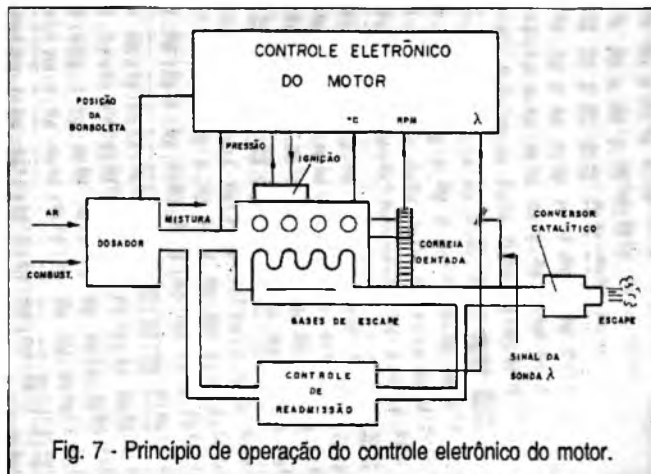 CONTROLE ELETRÔNICO
DO MOTOR
°C
RPM
λ
POSIÇÃO
DA
BORBOLETA
PRESSÃO
IGNIÇÃO
AR
MISTURA
DOSADOR
COMBUST.
CORREIA
DENTADA
CONVERSOR
CATALÍTICO
GASES DE ESCAPE
ESCAPE
SINAL DA
SONDA λ
CONTROLE
DE
READMISSÃO
Fig. 7 - Princípio de operação do controle eletrônico do motor.